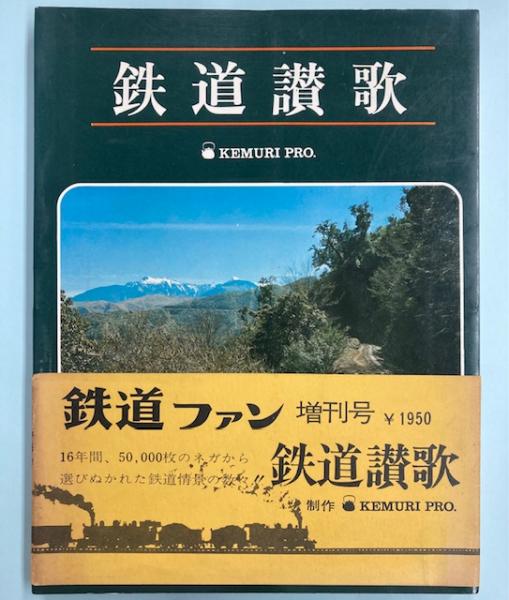 鉄道讃歌
KEMURI PRO.
鉄道ファン 増刊号 ¥1950
16年間、50,000枚のネガから
選びぬかれた鉄道情景の数々!!
鉄道讃歌
制作 KEMURI PRO.